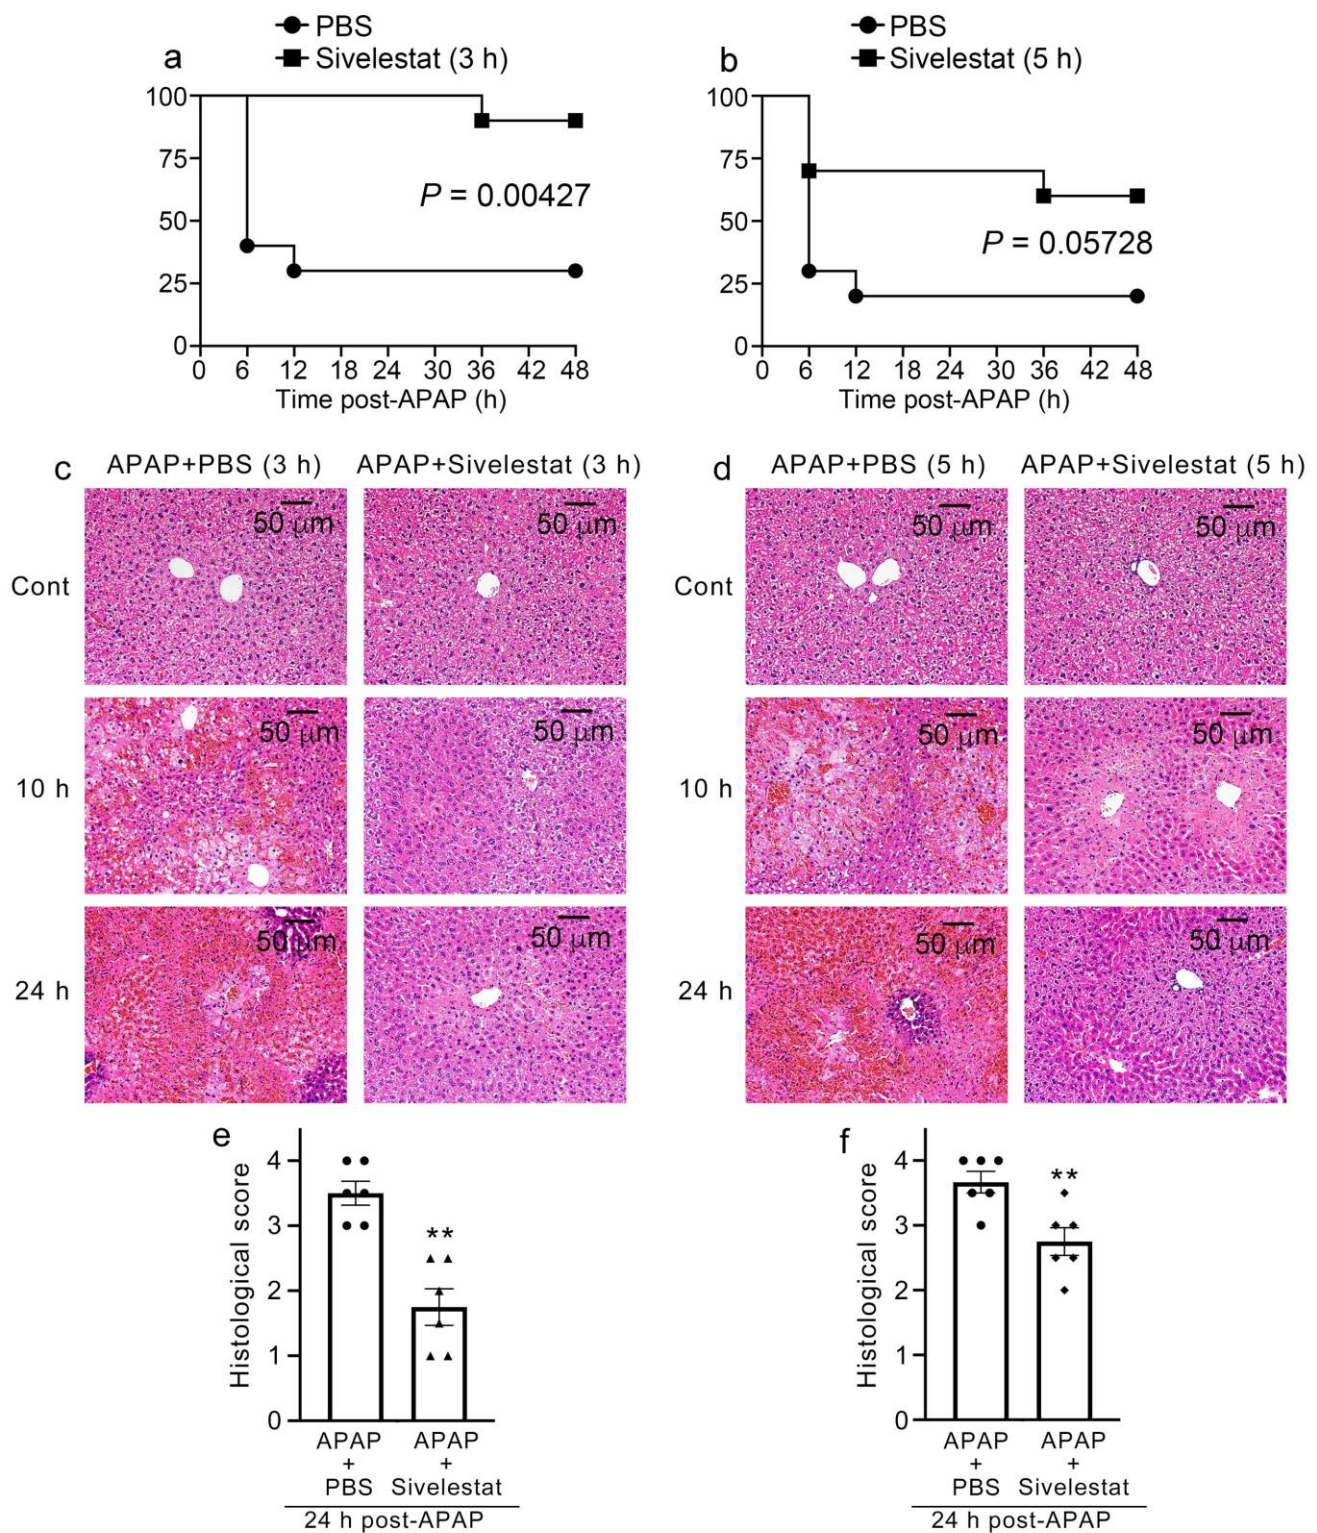 a
PBS
Sivelestat (3 h)
100
75
50
25
0
P = 0.00427
0 6 12 18 24 30 36 42 48
Time post-APAP (h)
b
PBS
Sivelestat (5 h)
100
75
50
25
0
P = 0.05728
0 6 12 18 24 30 36 42 48
Time post-APAP (h)
c
APAP+PBS (3 h) APAP+Sivelestat (3 h)
Cont
50 μm 50 μm
10 h
50 μm 50 μm
24 h
50 μm 50 μm
d
APAP+PBS (5 h) APAP+Sivelestat (5 h)
Cont
50 μm 50 μm
10 h
50 μm 50 μm
24 h
50 μm 50 μm
e
Histological score
4
3
2
1
0
**
APAP APAP
+ +
PBS Sivelestat
24 h post-APAP
f
Histological score
4
3
2
1
0
**
APAP APAP
+ +
PBS Sivelestat
24 h post-APAP